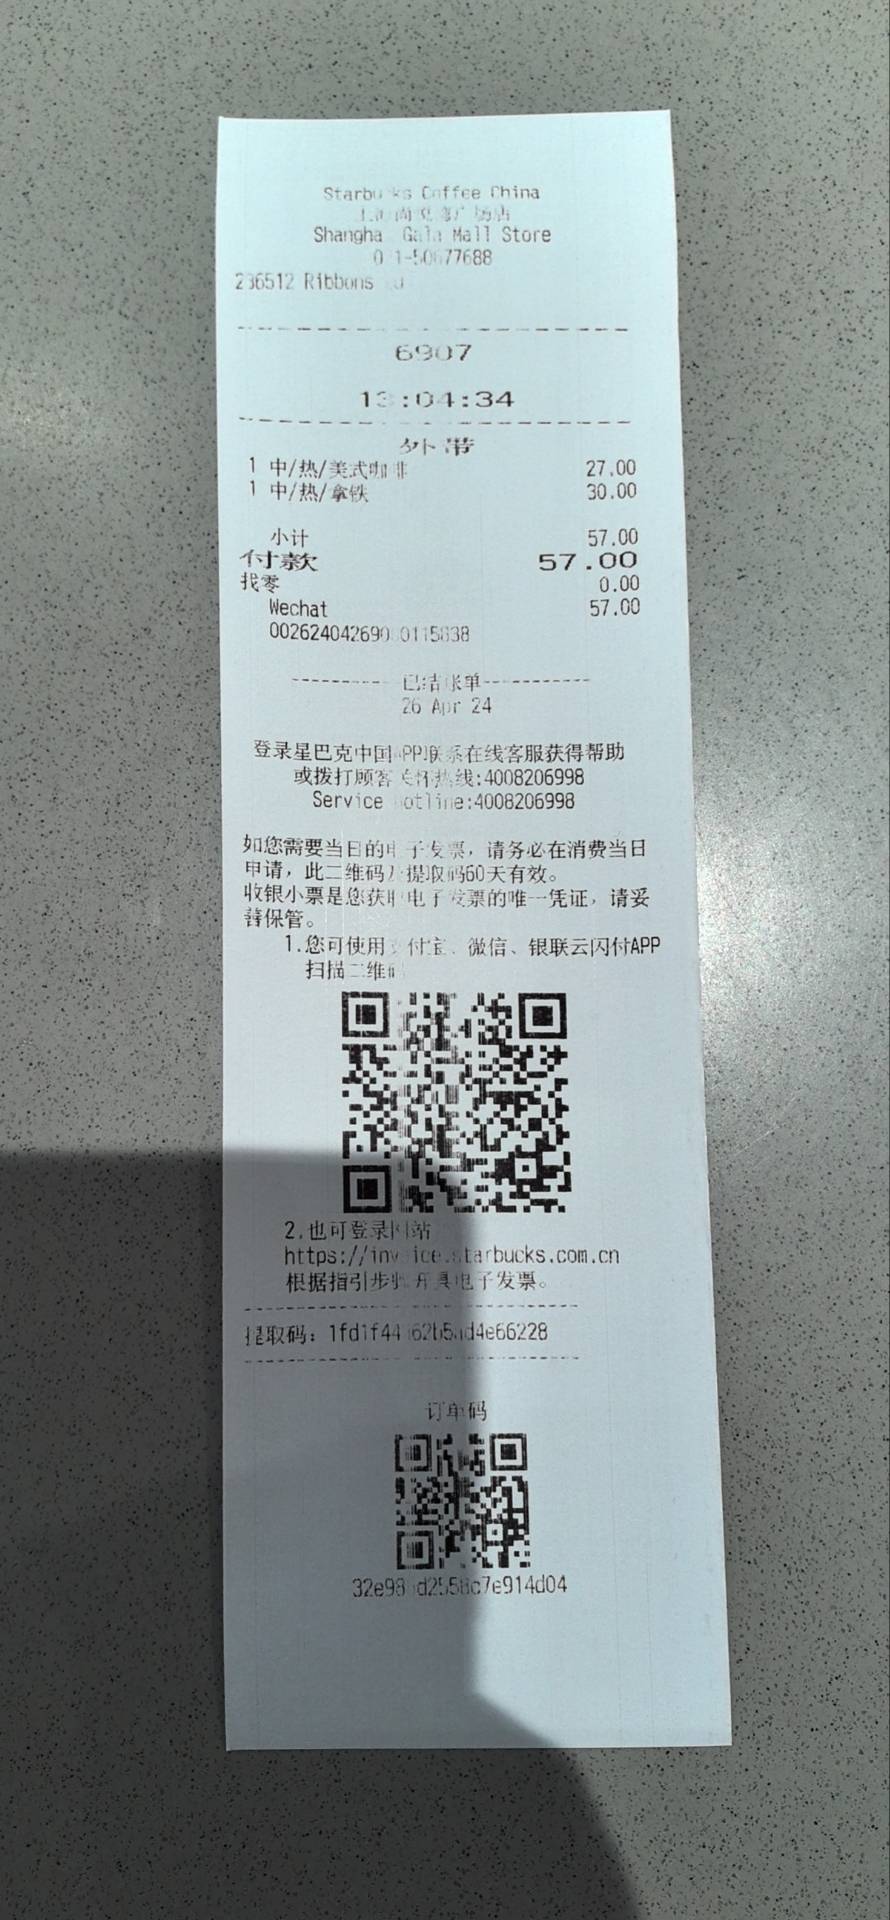 Coffee China
Mall Store
Ribbons
6907
13:04:34
外带
1 中/热/美式咖啡 27.00
1 中/热/拿铁 30.00
小计 57.00
付款 57.00
找零 0.00
Wechat 57.00
已结账单
26 Apr 24
登录星巴克中国APP联系在线客服获得帮助
或拨打顾客关怀热线:4008206998
Service Hotline:4008206998
如您需要当日的电子发票，请务必在消费当日
申请，此二维码及提取码60天有效。
收银小票是您获取电子发票的唯一凭证，请妥
善保管。
1.您可使用支付宝、微信、银联云闪付APP
扫描二维码
2.也可登录网站
https://invoice.starbucks.com.cn
根据指引步骤开具电子发票。
提取码:
订单码